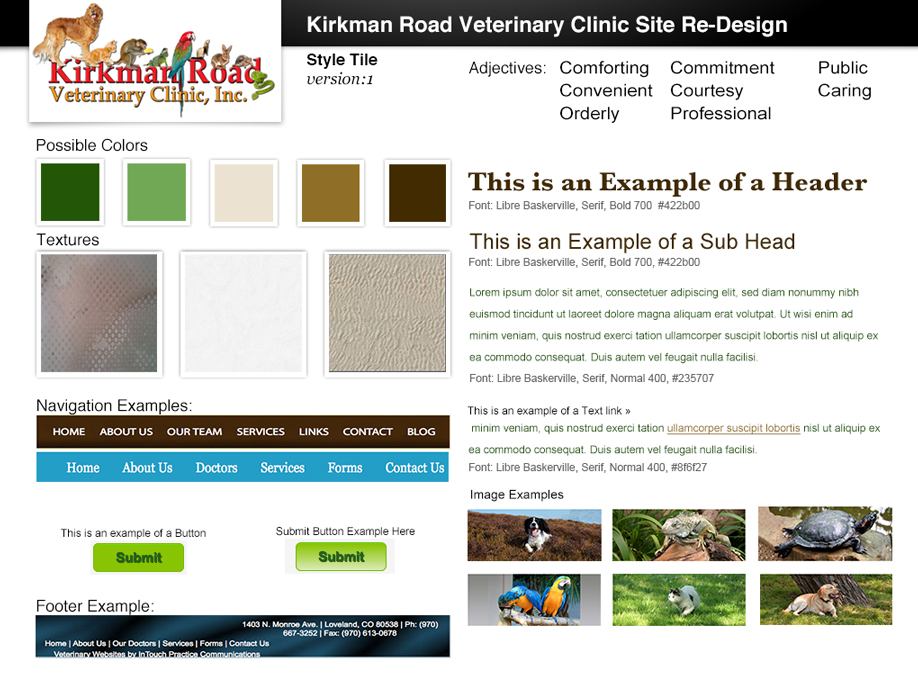 Kirkman Road
Veterinary Clinic, Inc.
Kirkman Road Veterinary Clinic Site Re-Design
Style Tile
version:1
Adjectives: Comforting Commitment Public
Convenient Courtesy Caring
Orderly Professional
Possible Colors
Textures
Navigation Examples:
HOME ABOUT US OUR TEAM SERVICES LINKS CONTACT BLOG
Home About Us Doctors Services Forms Contact Us
This is an example of a Button
Submit
Submit Button Example Here
Submit
Footer Example:
1403 N. Monroe Ave. | Loveland, CO 80538 | Ph: (970)
667-3252 | Fax: (970) 613-0678
Home | About Us | Our Doctors | Services | Forms | Contact Us
Veterinary Websites by InTouch Practice Communications
This is an Example of a Header
Font: Libre Baskerville, Serif, Bold 700 #422b00
This is an Example of a Sub Head
Font: Libre Baskerville, Serif, Bold 700, #422b00
Lorem ipsum dolor sit amet, consectetuer adipiscing elit, sed diam nonummy nibh
euismod tincidunt ut laoreet dolore magna aliquam erat volutpat. Ut wisi enim ad
minim veniam, quis nostrud exerci tation ullamcorper suscipit lobortis nisl ut aliquip ex
ea commodo consequat. Duis autem vel feugait nulla facilisi.
Font: Libre Baskerville, Serif, Normal 400, #235707
This is an example of a Text link »
minim veniam, quis nostrud exerci tation ullamcorper suscipit lobortis nisl ut aliquip ex
ea commodo consequat. Duis autem vel feugait nulla facilisi.
Font: Libre Baskerville, Serif, Normal 400, #8f6f27
Image Examples